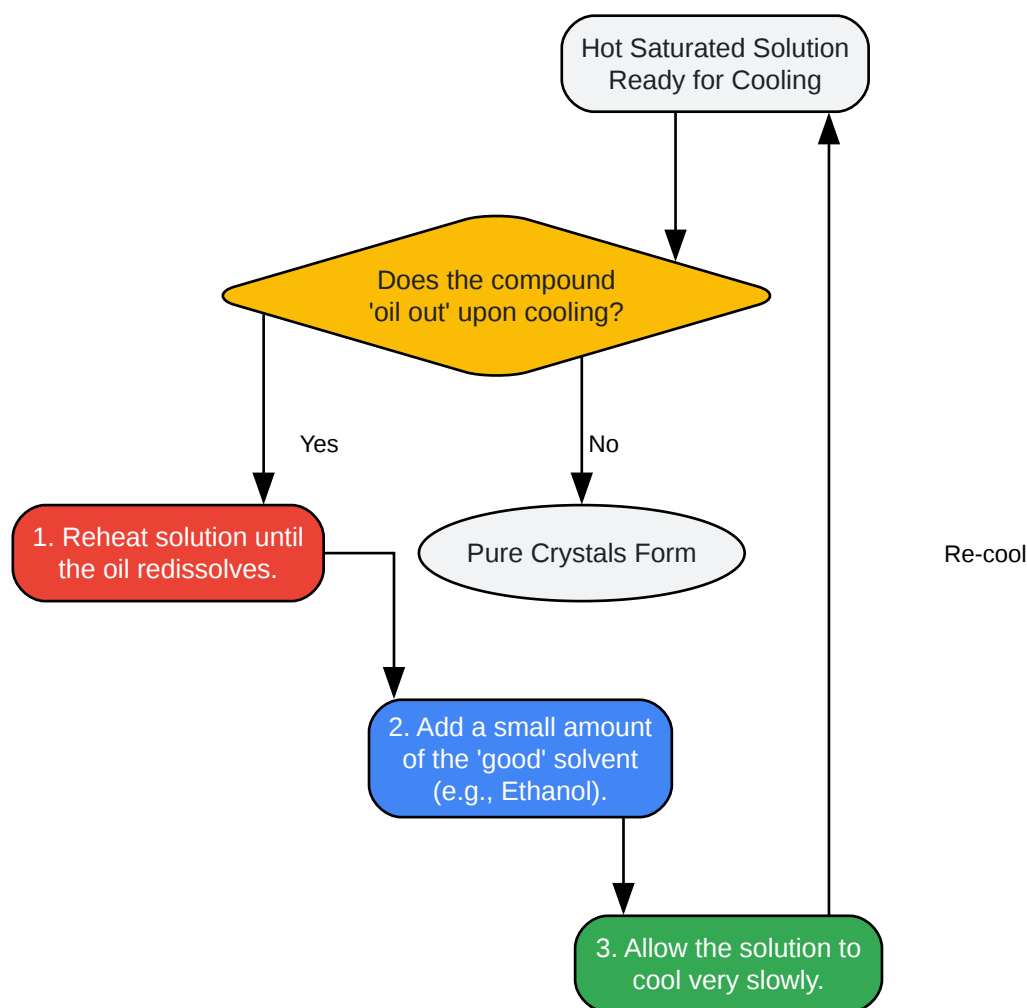 Hot Saturated Solution
Ready for Cooling
Does the compound
'oil out' upon cooling?
Yes
No
1. Reheat solution until
the oil redissolves.
Pure Crystals Form
Re-cool
2. Add a small amount
of the 'good' solvent
(e.g., Ethanol).
3. Allow the solution to
cool very slowly.